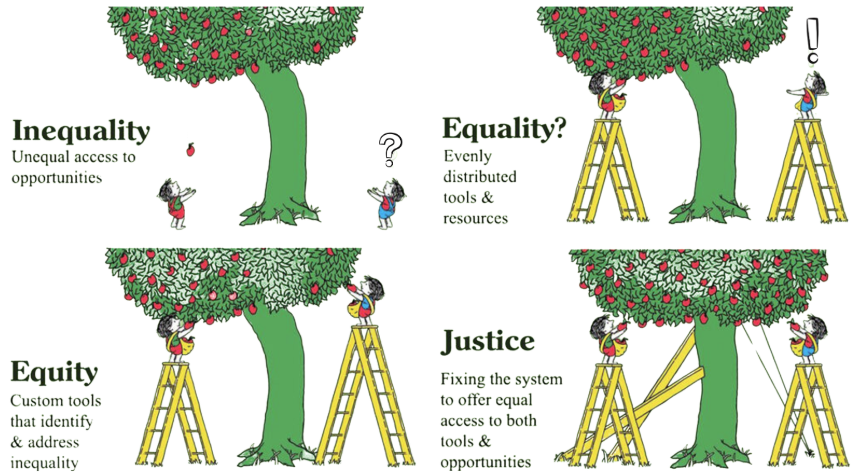 Inequality
Unequal access to
opportunities
?
Equality?
Evenly
distributed
tools &
resources
!
Equity
Custom tools
that identify
& address
inequality
Justice
Fixing the system
to offer equal
access to both
tools &
opportunities